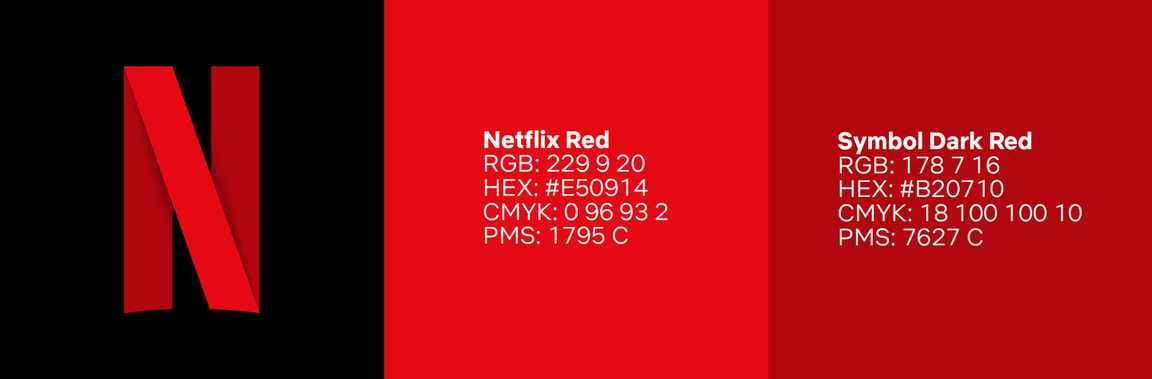 Netflix Red
RGB: 229 9 20
HEX: #E50914
CMYK: 0 96 93 2
PMS: 1795 C
Symbol Dark Red
RGB: 178 7 16
HEX: #B20710
CMYK: 18 100 100 10
PMS: 7627 C